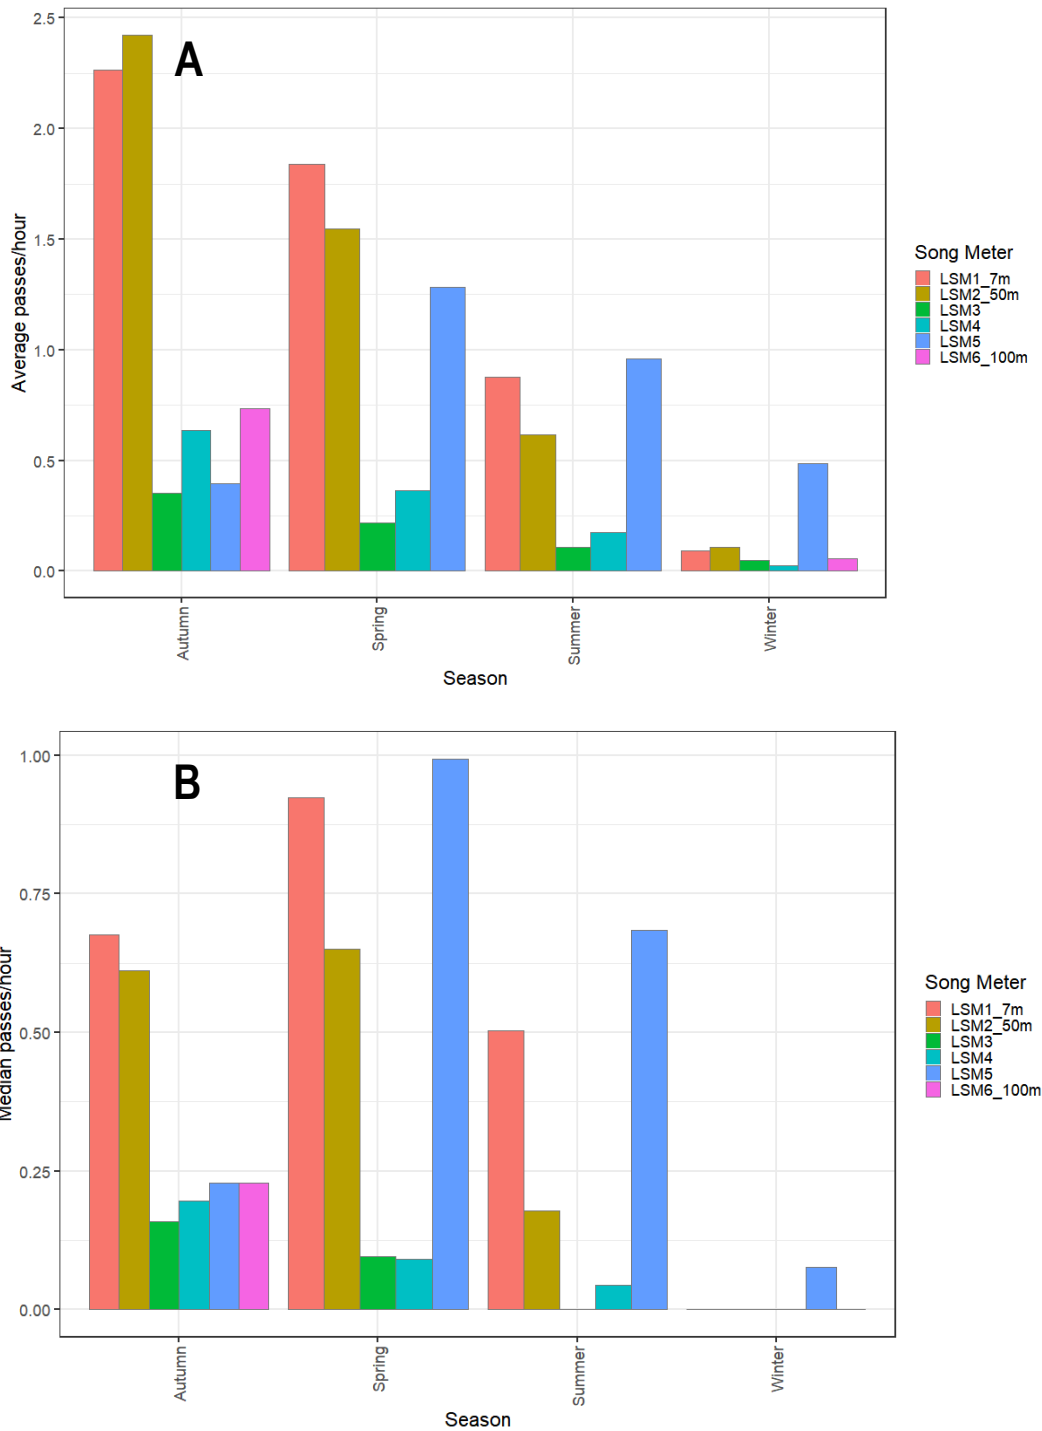 A
2.5
2.0
1.5
1.0
0.5
0.0
Average passes/hour
Autumn
Spring
Summer
Winter
Season
Song Meter
LSM1_7m
LSM2_50m
LSM3
LSM4
LSM5
LSM6_100m
B
1.00
0.75
0.50
0.25
0.00
Median passes/hour
Autumn
Spring
Summer
Winter
Season
Song Meter
LSM1_7m
LSM2_50m
LSM3
LSM4
LSM5
LSM6_100m